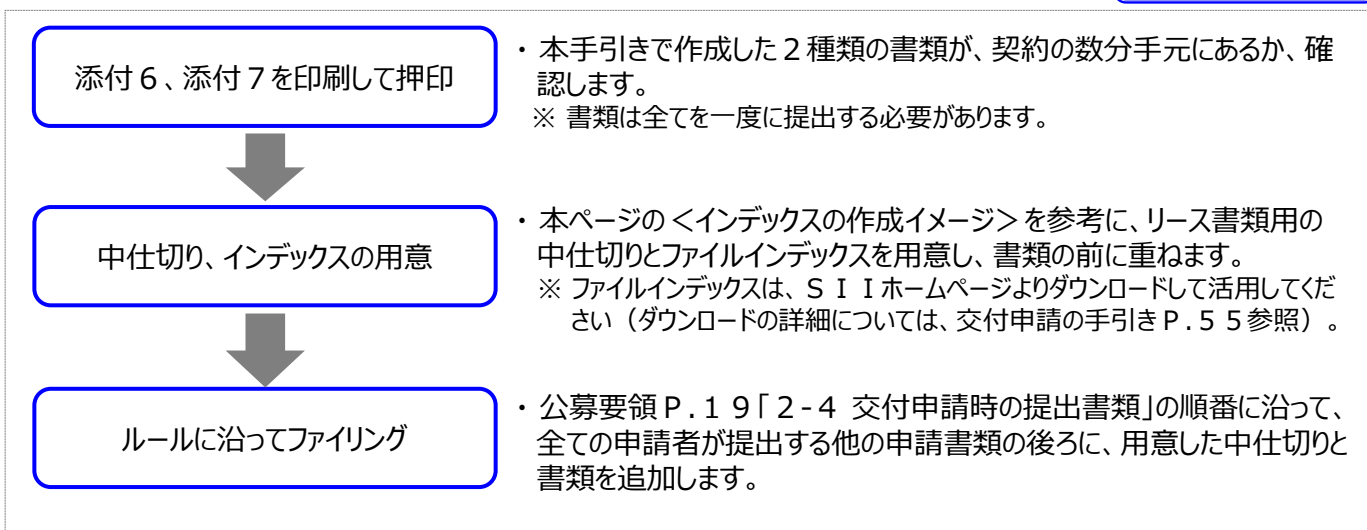 添付６、添付７を印刷して押印
・ 本手引きで作成した２種類の書類が、契約の数分手元にあるか、確
認します。
※ 書類は全てを一度に提出する必要があります。
中仕切り、インデックスの用意
・ 本ページの＜インデックスの作成イメージ＞を参考に、リース書類用の
中仕切りとファイルインデックスを用意し、書類の前に重ねます。
※ ファイルインデックスは、ＳＩＩホームページよりダウンロードして活用してくだ
さい（ダウンロードの詳細については、交付申請の手引きＰ.５５参照）。
ルールに沿ってファイリング
・ 公募要領Ｐ.１９「２-４ 交付申請時の提出書類」の順番に沿って、
全ての申請者が提出する他の申請書類の後ろに、用意した中仕切りと
書類を追加します。